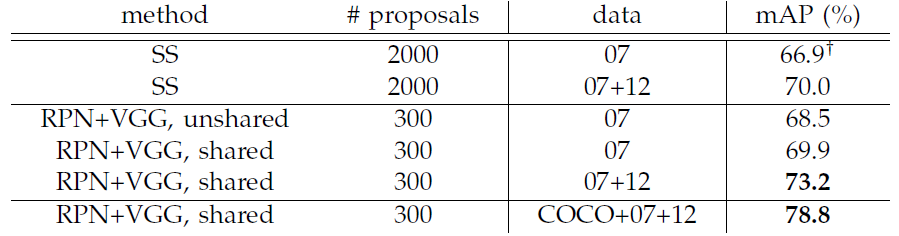 method # proposals data mAP (%)
SS 2000 07 66.9†
SS 2000 07+12 70.0
RPN+VGG, unshared 300 07 68.5
RPN+VGG, shared 300 07 69.9
RPN+VGG, shared 300 07+12 73.2
RPN+VGG, shared 300 COCO+07+12 78.8